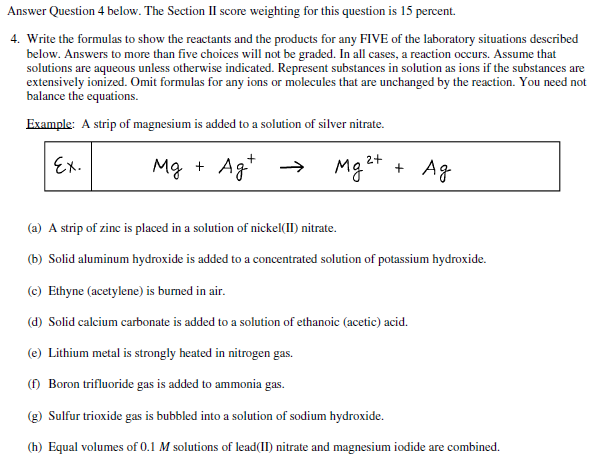 Answer Question 4 below. The Section II score weighting for this question is 15 percent.
4. Write the formulas to show the reactants and the products for any FIVE of the laboratory situations described
below. Answers to more than five choices will not be graded. In all cases, a reaction occurs. Assume that
solutions are aqueous unless otherwise indicated. Represent substances in solution as ions if the substances are
extensively ionized. Omit formulas for any ions or molecules that are unchanged by the reaction. You need not
balance the equations.
Example: A strip of magnesium is added to a solution of silver nitrate.
Ex. Mg + Ag⁺ → Mg²⁺ + Ag
(a) A strip of zinc is placed in a solution of nickel(II) nitrate.
(b) Solid aluminum hydroxide is added to a concentrated solution of potassium hydroxide.
(c) Ethyne (acetylene) is burned in air.
(d) Solid calcium carbonate is added to a solution of ethanoic (acetic) acid.
(e) Lithium metal is strongly heated in nitrogen gas.
(f) Boron trifluoride gas is added to ammonia gas.
(g) Sulfur trioxide gas is bubbled into a solution of sodium hydroxide.
(h) Equal volumes of 0.1 M solutions of lead(II) nitrate and magnesium iodide are combined.